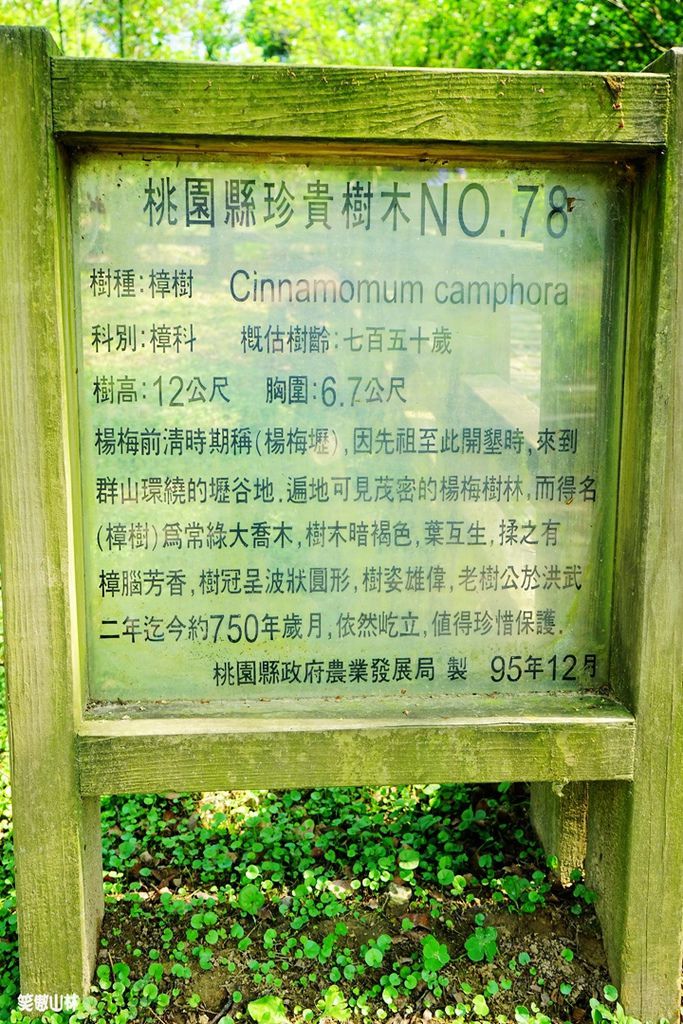 桃園縣珍貴樹木NO.78
樹種:樟樹 Cinnamomum camphora
科別:樟科 概估樹齡:七百五十歲
樹高:12公尺 胸圍:6.7公尺
楊梅前淸時期稱(楊梅壢),因先祖至此開墾時,來到
群山環繞的壢谷地.遍地可見茂密的楊梅樹林,而得名
(樟樹)爲常綠大喬木,樹木暗褐色,葉互生,揉之有
樟腦芳香,樹冠呈波狀圓形,樹姿雄偉,老樹公於洪武
二年迄今約750年歲月,依然屹立,値得珍惜保護.
桃園縣政府農業發展局 製 95年12月
笑傲山林